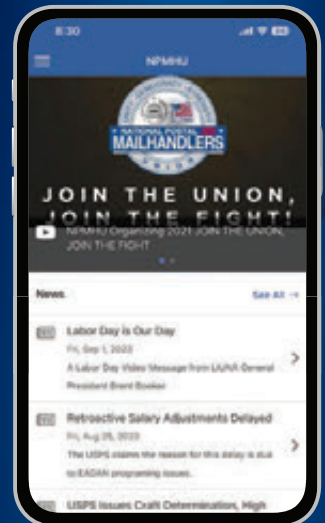 8:30
NPMHU
NATIONAL POSTAL
MAILHANDLERS
UNION
JOIN THE UNION,
JOIN THE FIGHT!
NPMHU Organizing 2021 JOIN THE UNION,
JOIN THE FIGHT
News
See All →
Labor Day is Our Day
Fri, Sep 1, 2023
A Labor Day Video Message from LIUNA General
President Brent Booker
Retroactive Salary Adjustments Delayed
Fri, Aug 25, 2023
The USPS claims the reason for this delay is due
to EAGAN programing issues.
USPS Issues Craft Determination, High